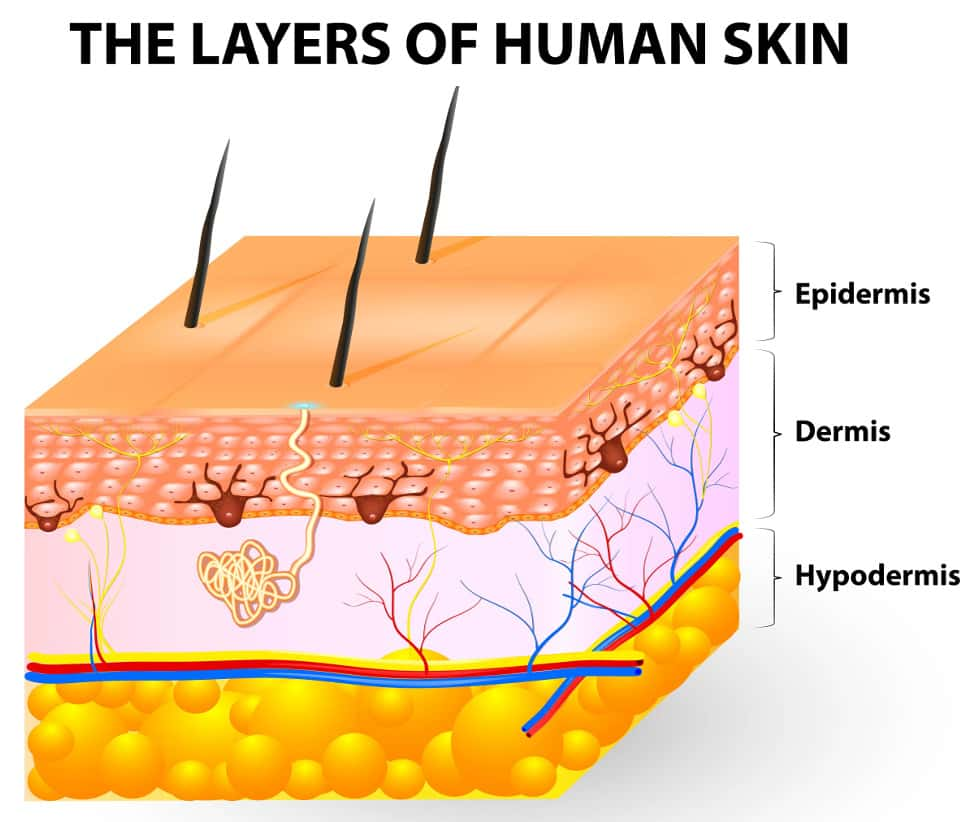 THE LAYERS OF HUMAN SKIN
Epidermis
Dermis
Hypodermis